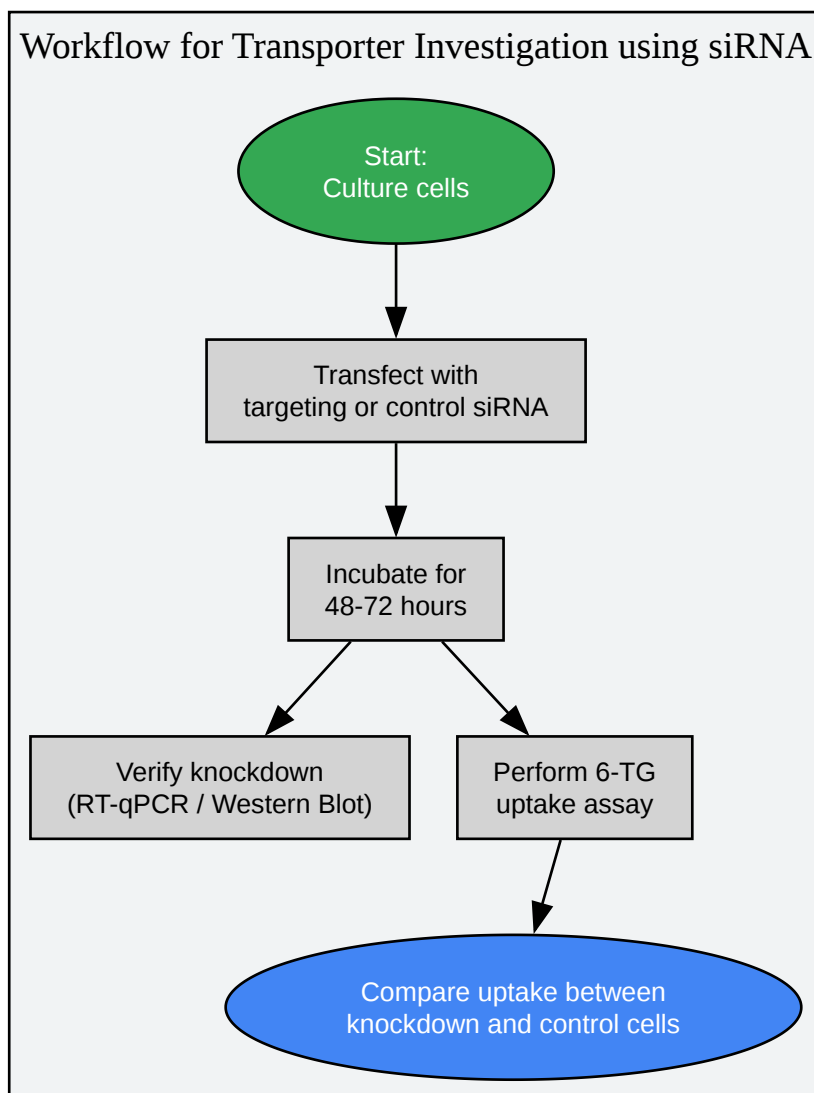 Workflow for Transporter Investigation using siRNA
Start:
Culture cells
Transfect with
targeting or control siRNA
Incubate for
48-72 hours
Verify knockdown
(RT-qPCR / Western Blot)
Perform 6-TG
uptake assay
Compare uptake between
knockdown and control cells